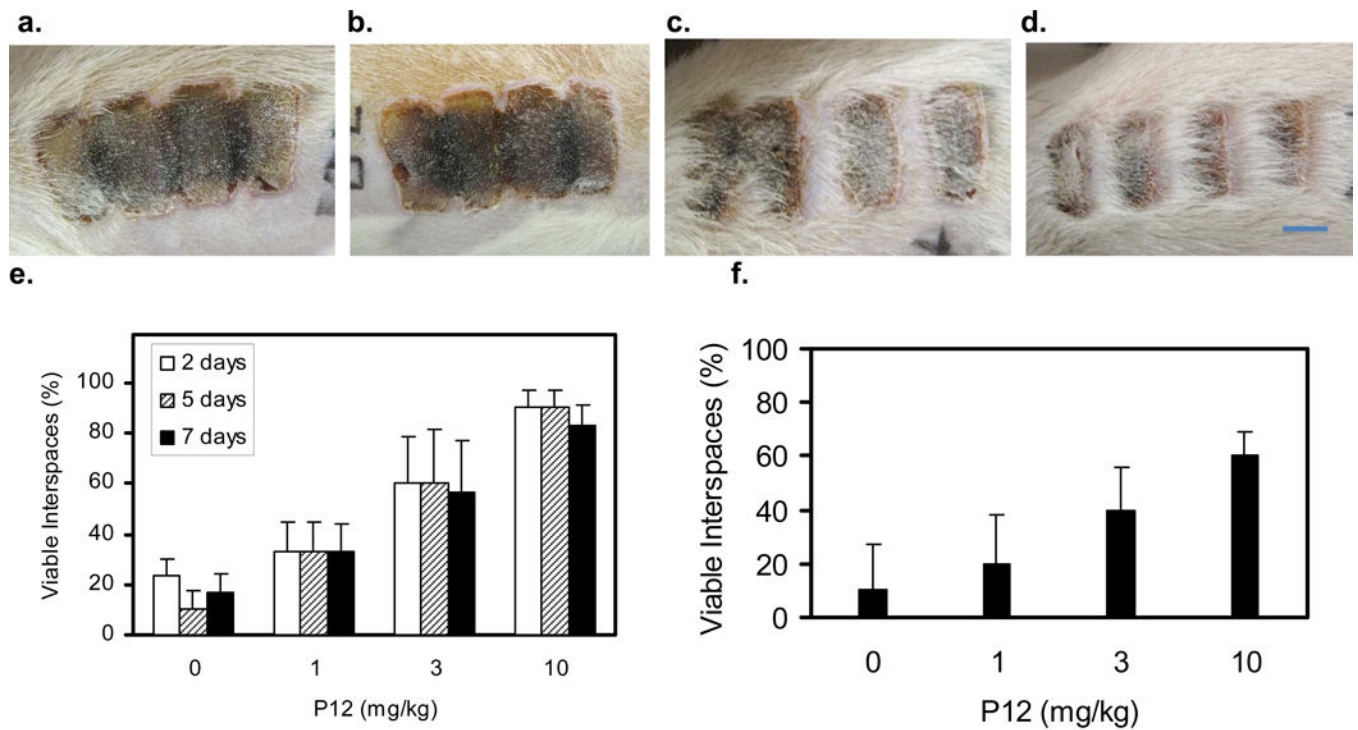 a.
b.
c.
d.
e.
Viable Interspaces (%)
100
80
60
40
20
0
2 days
5 days
7 days
0 1 3 10
P12 (mg/kg)
f.
Viable Interspaces (%)
100
80
60
40
20
0
0 1 3 10
P12 (mg/kg)